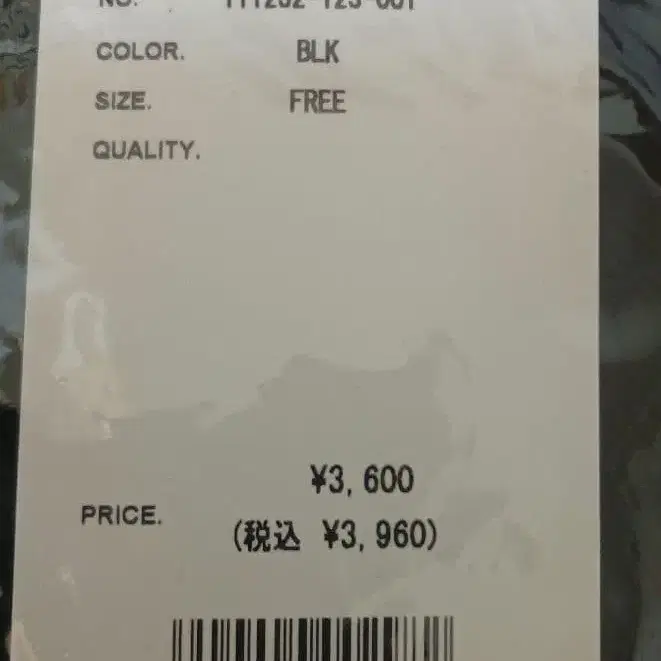 COLOR. BLK
SIZE. FREE
QUALITY.
¥3,600
PRICE.
(税込 ¥3,960)